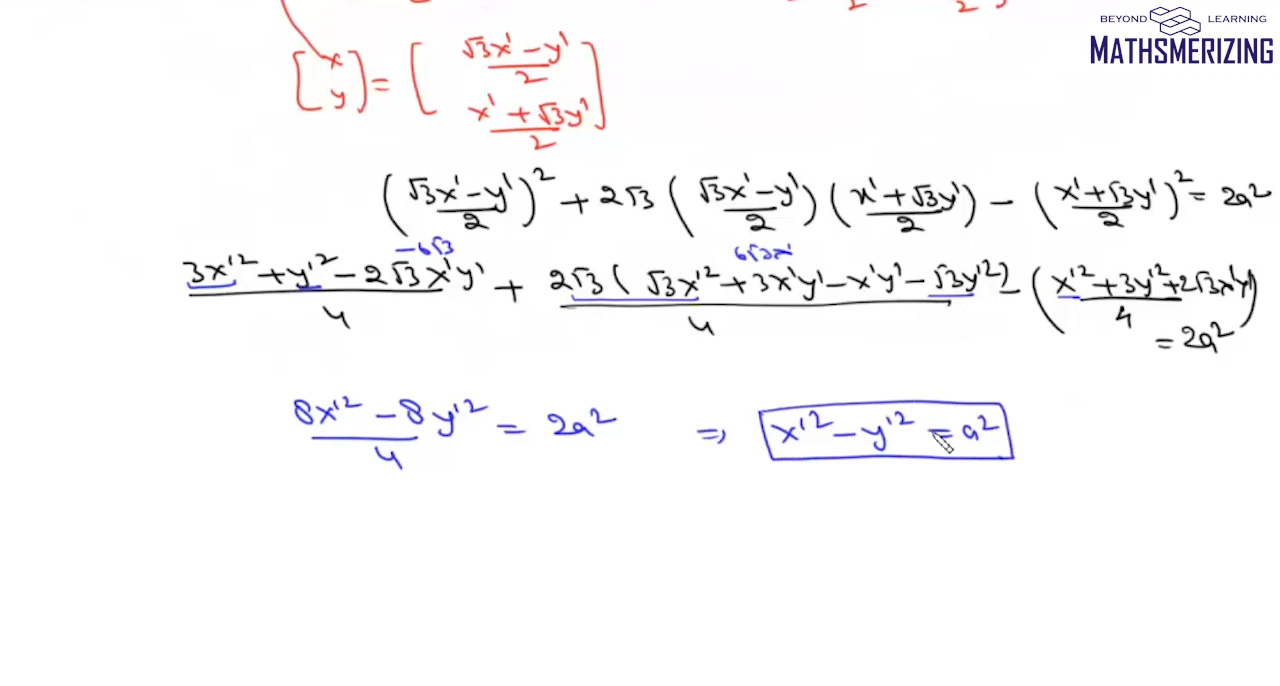 BEYOND LEARNING
MATHSMERIZING
2 2
[x y] = [(√3x' − y')/2 (x' + √3y')/2]
((√3x' − y')/2)² + 2√3 ((√3x' − y')/2) ((x' + √3y')/2) − ((x' + √3y')/2)² = 2a²
−6√3 6√3x'
(3x'² + y'² − 2√3x'y')/4 + 2√3(√3x'² + 3x'y' − x'y' − √3y'²)/4 − (x'² + 3y'² + 2√3x'y')/4
= 2a²
(8x'² − 8y'²)/4 = 2a² ⇒ x'² − y'² = a²